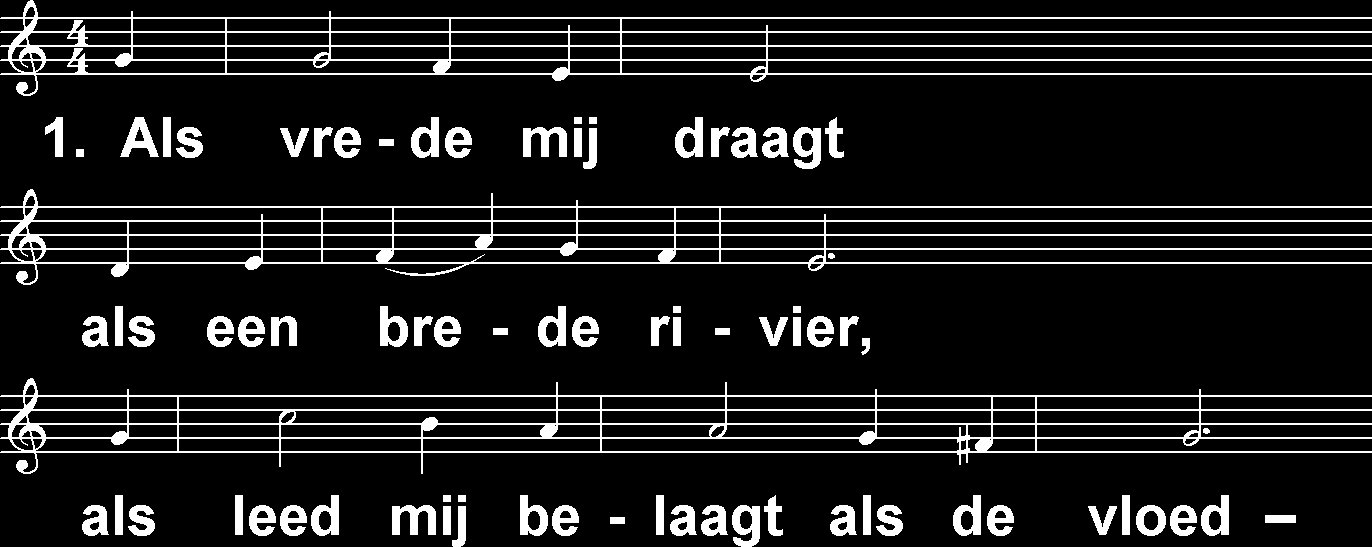 1. Als vre - de mij draagt
als een bre - de ri - vier,
als leed mij be - laagt als de vloed –